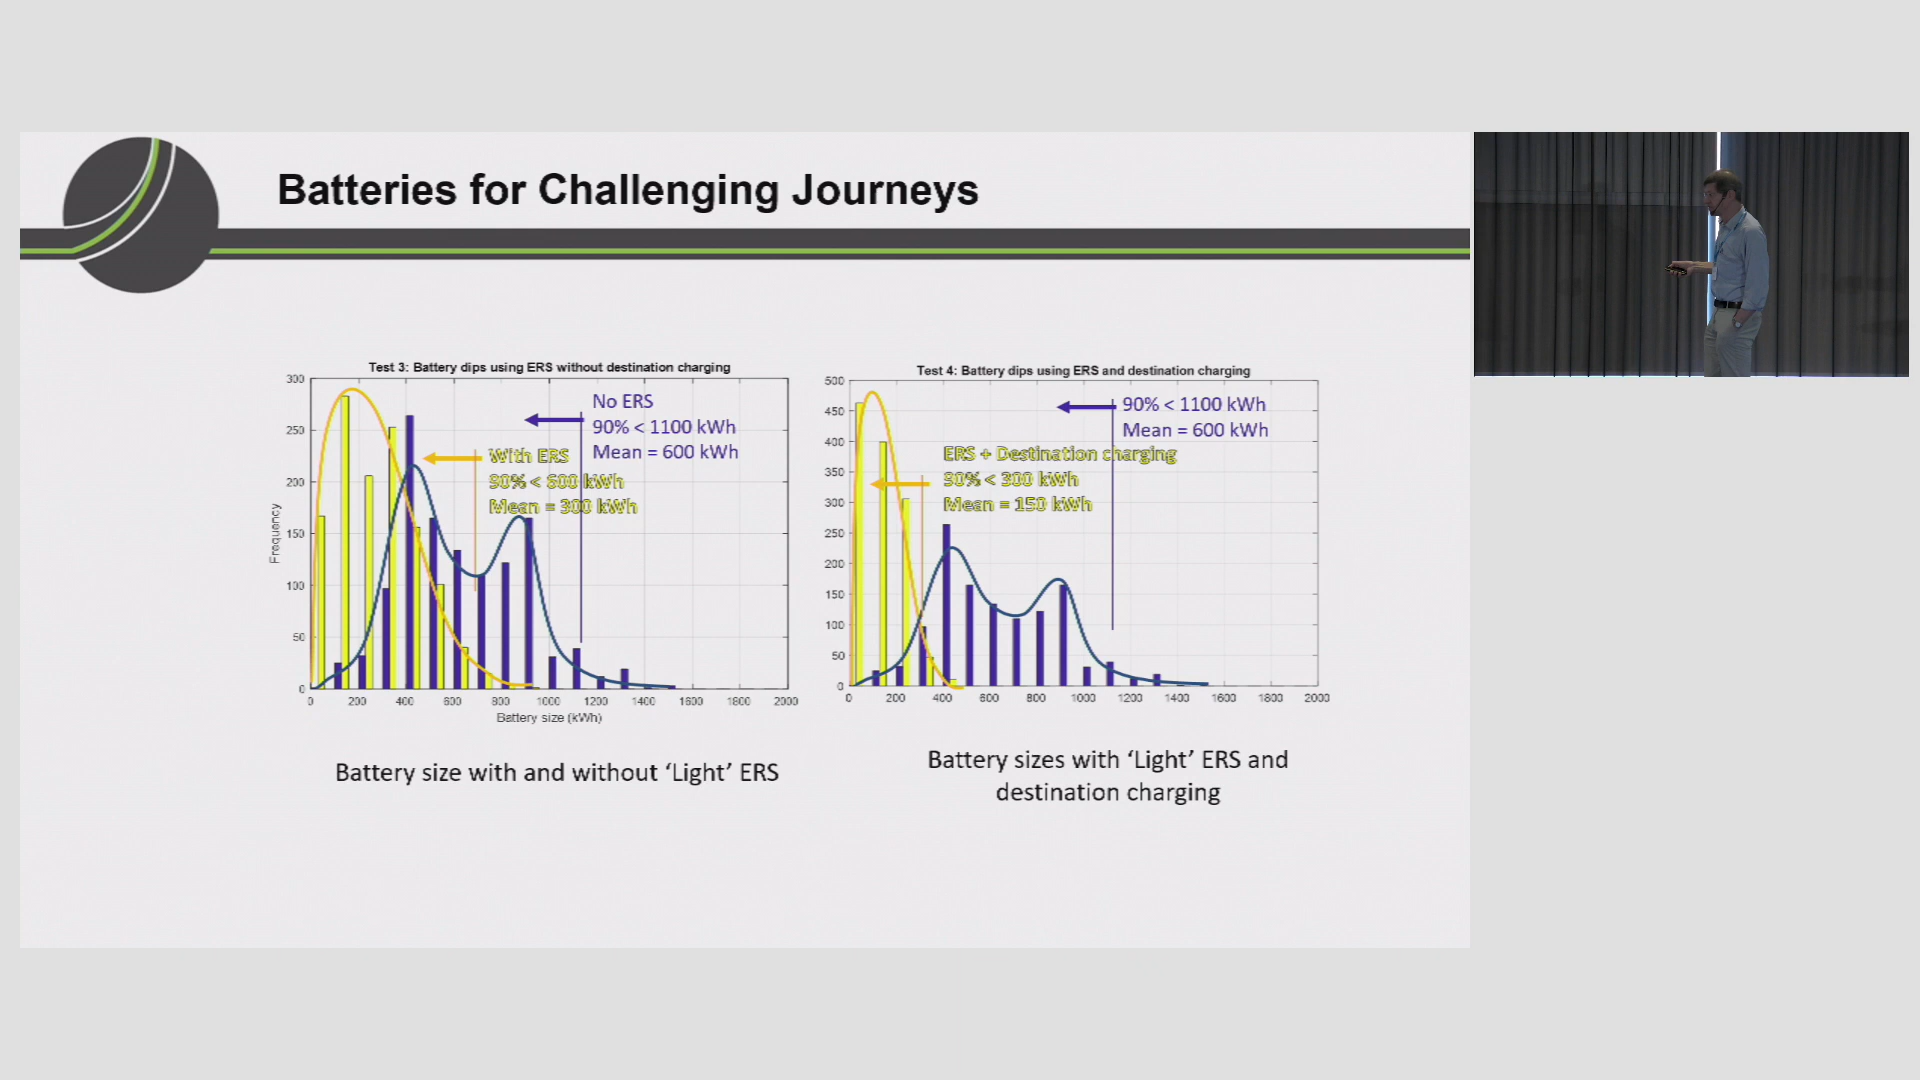 Batteries for Challenging Journeys
Test 3: Battery dips using ERS without destination charging
300
250
200
150
100
50
0
Frequency
No ERS
90% < 1100 kWh
Mean = 600 kWh
With ERS
90% < 600 kWh
Mean = 300 kWh
0 200 400 600 800 1000 1200 1400 1600 1800 2000
Battery size (kWh)
Battery size with and without ‘Light’ ERS
Test 4: Battery dips using ERS and destination charging
500
450
400
350
300
250
200
150
100
50
0
90% < 1100 kWh
Mean = 600 kWh
ERS + Destination charging
90% < 300 kWh
Mean = 150 kWh
0 200 400 600 800 1000 1200 1400 1600 1800 2000
Battery sizes with ‘Light’ ERS and
destination charging